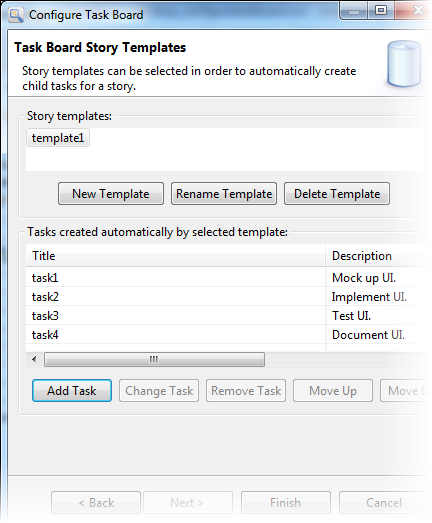 Configure Task Board
Task Board Story Templates
Story templates can be selected in order to automatically create
child tasks for a story.
Story templates:
template1
New Template Rename Template Delete Template
Tasks created automatically by selected template:
Title Description
task1 Mock up UI.
task2 Implement UI.
task3 Test UI.
task4 Document UI.
Add Task Change Task Remove Task Move Up Move
< Back Next > Finish Cancel